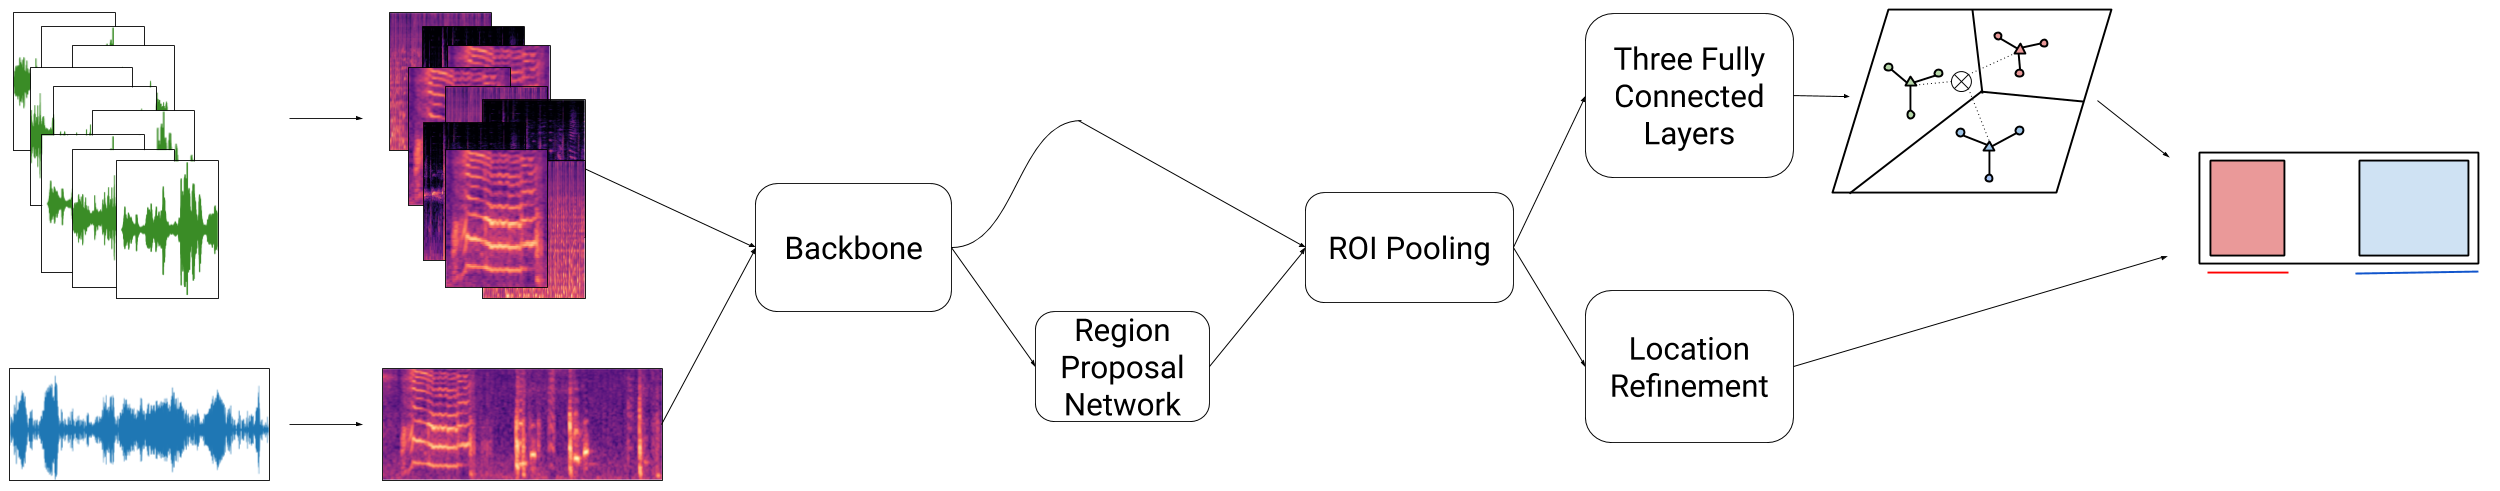 Backbone
Region
Proposal
Network
ROI Pooling
Three Fully
Connected
Layers
Location
Refinement